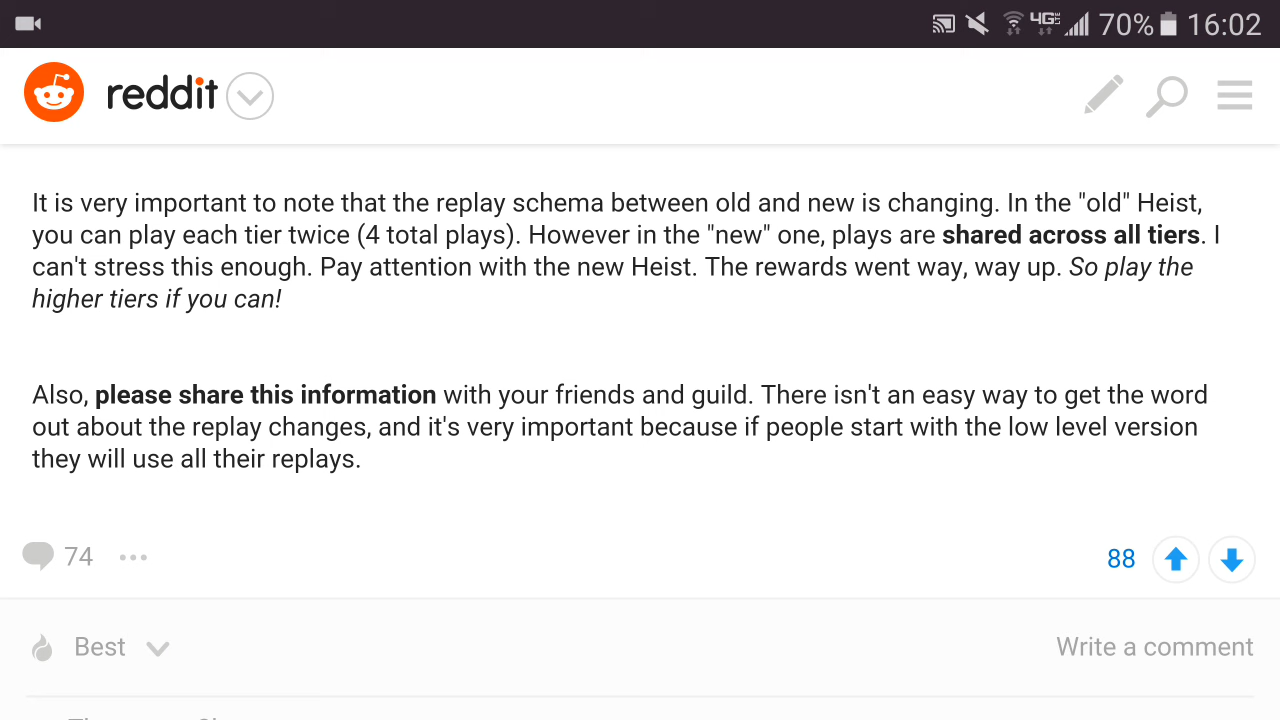 4G LTE 70% 16:02
reddit
It is very important to note that the replay schema between old and new is changing. In the "old" Heist,
you can play each tier twice (4 total plays). However in the "new" one, plays are shared across all tiers. I
can't stress this enough. Pay attention with the new Heist. The rewards went way, way up. So play the
higher tiers if you can!
Also, please share this information with your friends and guild. There isn't an easy way to get the word
out about the replay changes, and it's very important because if people start with the low level version
they will use all their replays.
74 ... 88
Best Write a comment